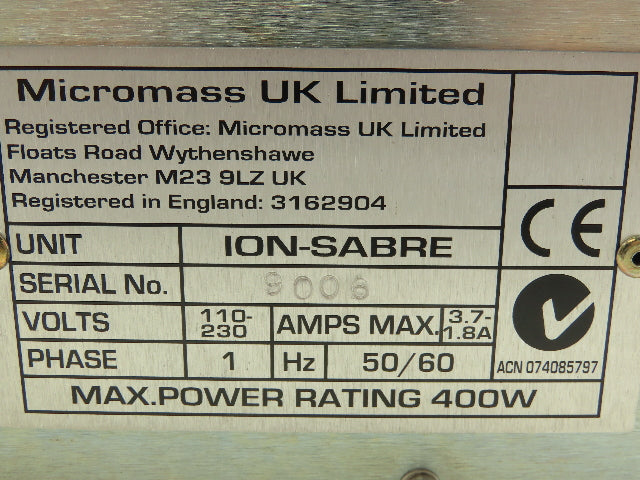 Micromass UK Limited
Registered Office: Micromass UK Limited
Floats Road Wythenshawe
Manchester M23 9LZ UK
Registered in England: 3162904
CE
UNIT ION-SABRE
SERIAL No. 9006
VOLTS 110-230 AMPS MAX. 3.7-1.8A
PHASE 1 Hz 50/60
ACN 074085797
MAX.POWER RATING 400W